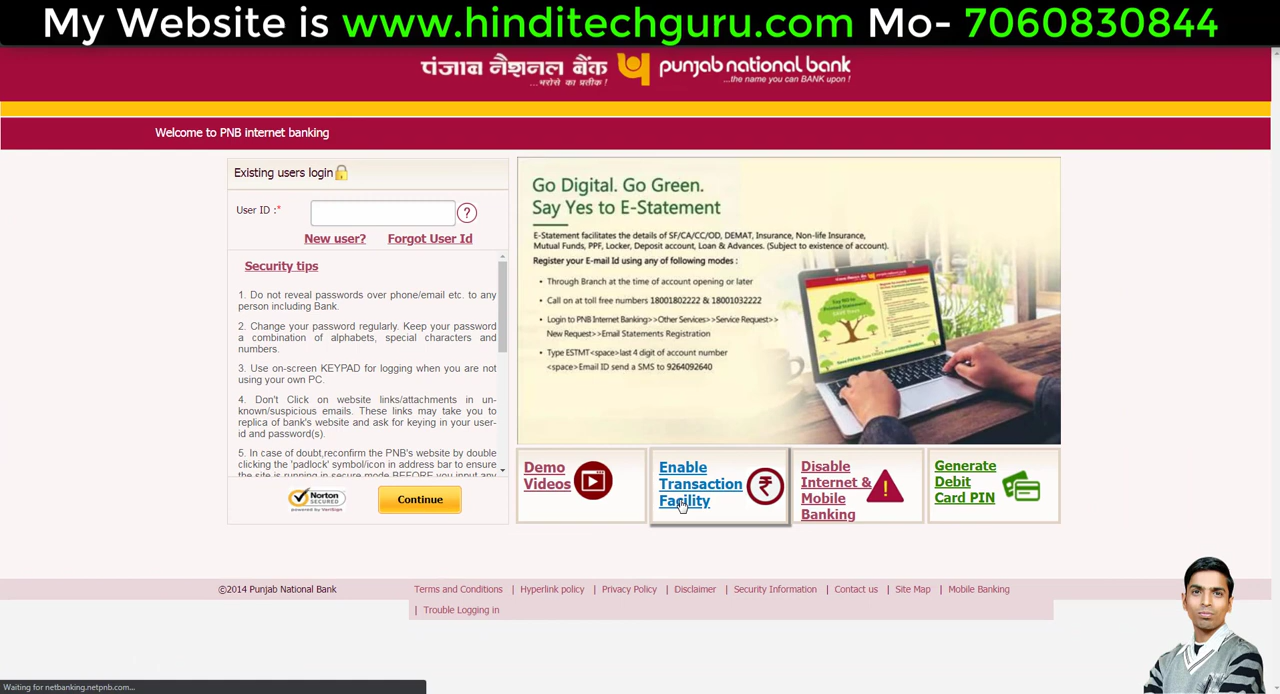 My Website is www.hinditechguru.com Mo- 7060830844
पंजाब नैशनल बैंक
...भरोसे का प्रतीक !
punjab national bank
...the name you can BANK upon !
Welcome to PNB internet banking
Existing users login
User ID :*
?
New user? Forgot User Id
Security tips
1. Do not reveal passwords over phone/email etc. to any
person including Bank.
2. Change your password regularly. Keep your password
a combination of alphabets, special characters and
numbers.
3. Use on-screen KEYPAD for logging when you are not
using your own PC.
4. Don't Click on website links/attachments in un-
known/suspicious emails. These links may take you to
replica of bank's website and ask for keying in your user-
id and password(s).
5. In case of doubt,reconfirm the PNB's website by double
clicking the 'padlock' symbol/icon in address bar to ensure
the site is running in secure mode BEFORE you input any
Norton
SECURED
powered by VeriSign
Continue
Go Digital. Go Green.
Say Yes to E-Statement
E-Statement facilitates the details of SF/CA/CC/OD, DEMAT, Insurance, Non-life Insurance,
Mutual Funds, PPF, Locker, Deposit account, Loan & Advances. (Subject to existence of account).
Register your E-mail Id using any of following modes :
• Through Branch at the time of account opening or later
• Call on at toll free numbers 18001802222 & 18001032222
• Login to PNB Internet Banking>>Other Services>>Service Request>>
New Request>>Email Statements Registration
• Type ESTMT<space>last 4 digit of account number
<space>Email ID send a SMS to 9264092640
Demo
Videos
Enable
Transaction
Facility
Disable
Internet &
Mobile
Banking
Generate
Debit
Card PIN
©2014 Punjab National Bank
Terms and Conditions | Hyperlink policy | Privacy Policy | Disclaimer | Security Information | Contact us | Site Map | Mobile Banking
| Trouble Logging in
Waiting for netbanking.netpnb.com...